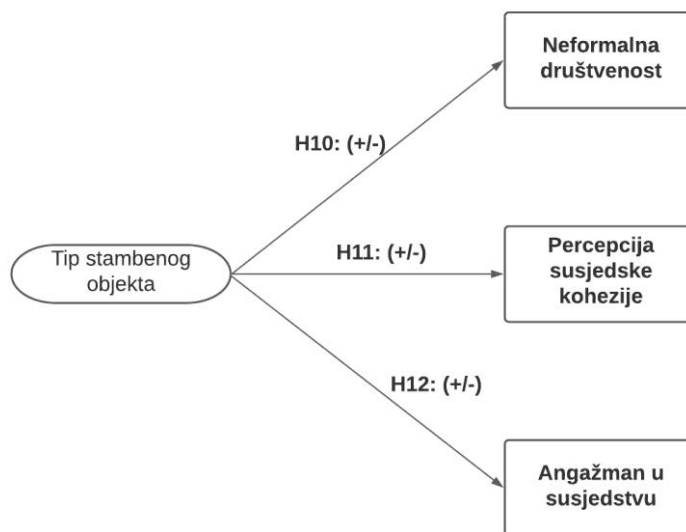 Neformalna
društvenost
H10: (+/-)
Tip stambenog
objekta
H11: (+/-)
Percepcija
susjedske
kohezije
H12: (+/-)
Angažman u
susjedstvu